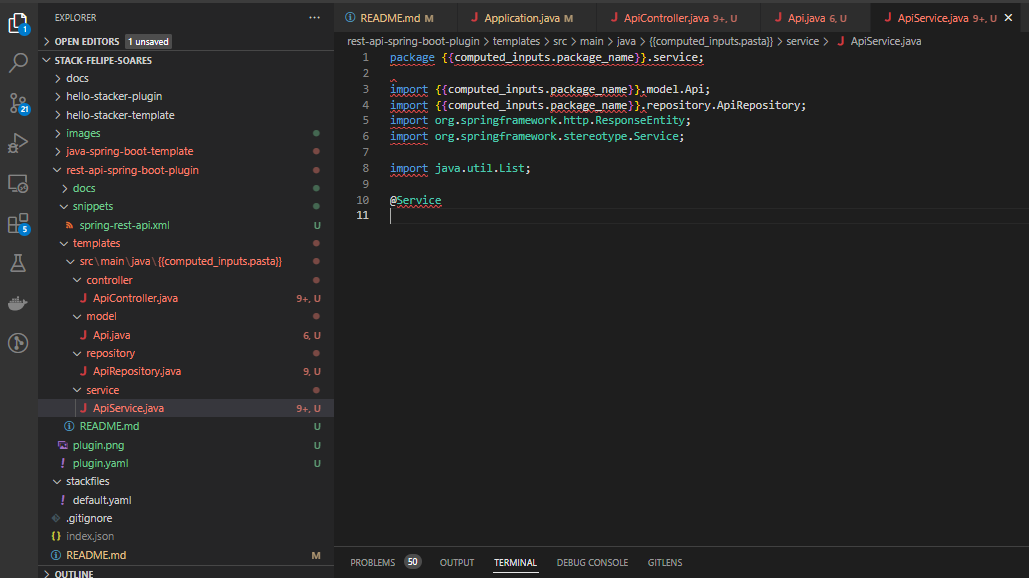 EXPLORER ...
OPEN EDITORS 1 unsaved
STACK-FELIPE-SOARES
docs
hello-stacker-plugin
hello-stacker-template
images
java-spring-boot-template
rest-api-spring-boot-plugin
docs
snippets
spring-rest-api.xml U
templates
src\main\java\{{computed_inputs.pasta}}
controller
J ApiController.java 9+, U
model
J Api.java 6, U
repository
J ApiRepository.java 9, U
service
J ApiService.java 9+, U
README.md U
plugin.png U
! plugin.yaml U
stackfiles
! default.yaml
.gitignore
{} index.json
README.md M
OUTLINE
1
21
5
README.md M J Application.java M J ApiController.java 9+, U J Api.java 6, U J ApiService.java 9+, U ×
rest-api-spring-boot-plugin > templates > src > main > java > {{computed_inputs.pasta}} > service > J ApiService.java
1 package {{computed_inputs.package_name}}.service;
2
3 import {{computed_inputs.package_name}}.model.Api;
4 import {{computed_inputs.package_name}}.repository.ApiRepository;
5 import org.springframework.http.ResponseEntity;
6 import org.springframework.stereotype.Service;
7
8 import java.util.List;
9
10 @Service
11
PROBLEMS 50 OUTPUT TERMINAL DEBUG CONSOLE GITLENS